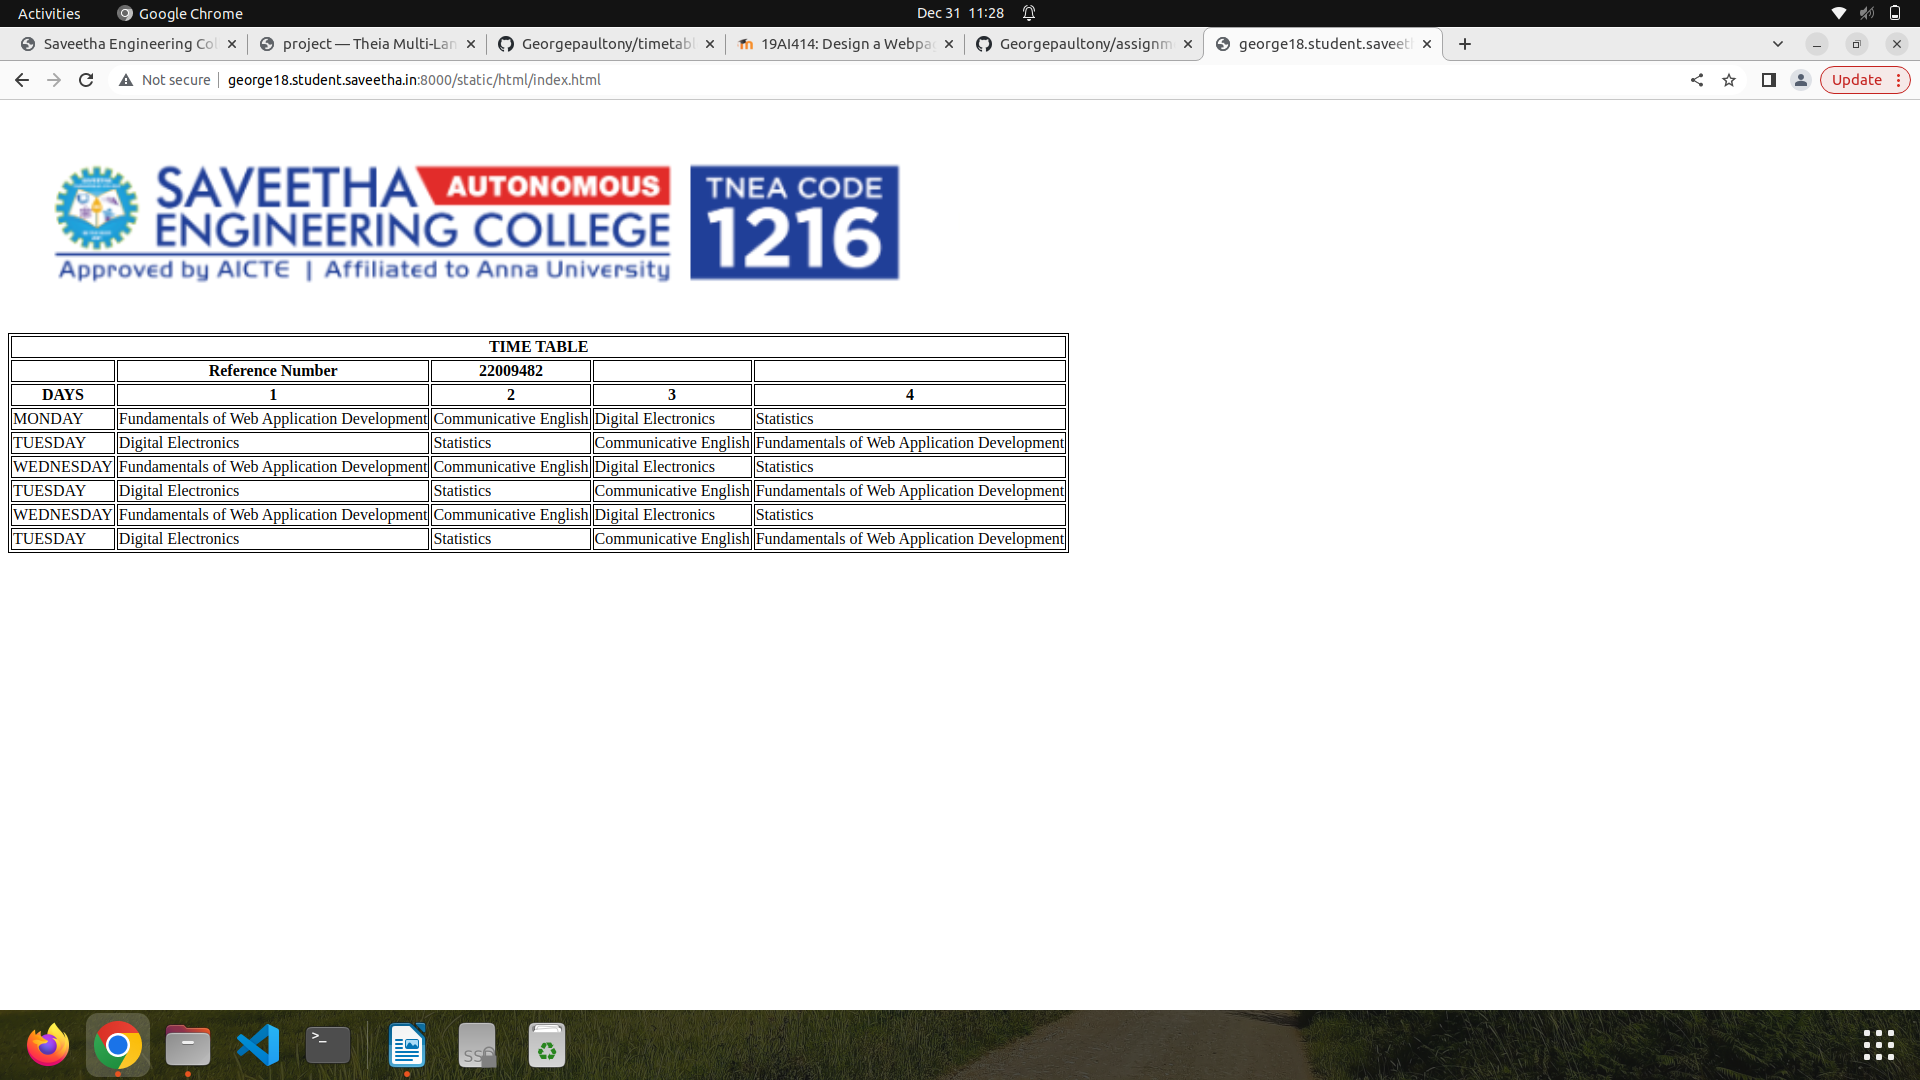 Activities Google Chrome Dec 31 11:28
Saveetha Engineering Col project — Theia Multi-Lan Georgepaultony/timetabl 19AI414: Design a Webpag Georgepaultony/assignm george18.student.saveeth
Not secure george18.student.saveetha.in:8000/static/html/index.html Update
SAVEETHA AUTONOMOUS
ENGINEERING COLLEGE
Approved by AICTE | Affiliated to Anna University
TNEA CODE
1216
TIME TABLE
Reference Number 22009482
DAYS 1 2 3 4
MONDAY Fundamentals of Web Application Development Communicative English Digital Electronics Statistics
TUESDAY Digital Electronics Statistics Communicative English Fundamentals of Web Application Development
WEDNESDAY Fundamentals of Web Application Development Communicative English Digital Electronics Statistics
TUESDAY Digital Electronics Statistics Communicative English Fundamentals of Web Application Development
WEDNESDAY Fundamentals of Web Application Development Communicative English Digital Electronics Statistics
TUESDAY Digital Electronics Statistics Communicative English Fundamentals of Web Application Development